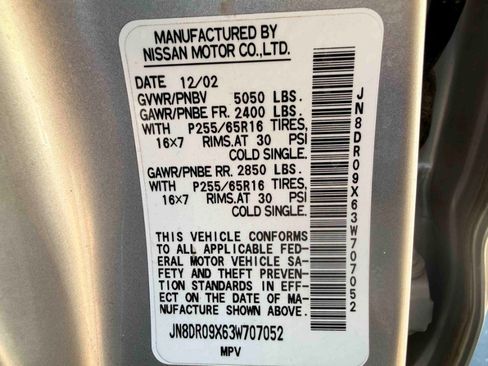 MANUFACTURED BY
NISSAN MOTOR CO.,LTD.
DATE 12/02
GVWR/PNBV 5050 LBS.
GAWR/PNBE FR. 2400 LBS.
WITH P255/65R16 TIRES,
16×7 RIMS.AT 30 PSI
COLD SINGLE.
GAWR/PNBE RR. 2850 LBS.
WITH P255/65R16 TIRES,
16×7 RIMS.AT 30 PSI
COLD SINGLE.
THIS VEHICLE CONFORMS
TO ALL APPLICABLE FED-
ERAL MOTOR VEHICLE SA-
FETY AND THEFT PREVEN-
TION STANDARDS IN EFF-
ECT ON THE DATE OF MA-
NUFACTURE SHOWN ABOVE.
JN8DR09X63W707052
MPV
JN8DR09X63W707052